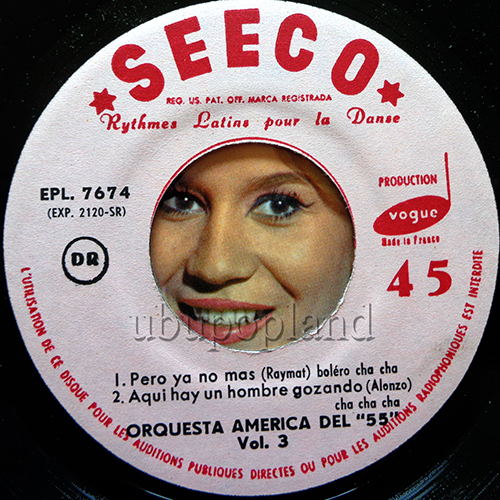 SEECO
REG. US. PAT. OFF. MARCA REGISTRADA
Rythmes Latins pour la Danse
EPL. 7674
(EXP. 2120-SR)
DR
PRODUCTION
vogue
Made in France
45
ubupopland
1. Pero ya no mas (Raymat) boléro cha cha
2. Aqui hay un hombre gozando (Alonzo)
cha cha cha
ORQUESTA AMERICA DEL "55"
Vol. 3
L'UTILISATION DE CE DISQUE POUR LES AUDITIONS PUBLIQUES DIRECTES OU POUR LES AUDITIONS RADIOPHONIQUES EST INTERDITE